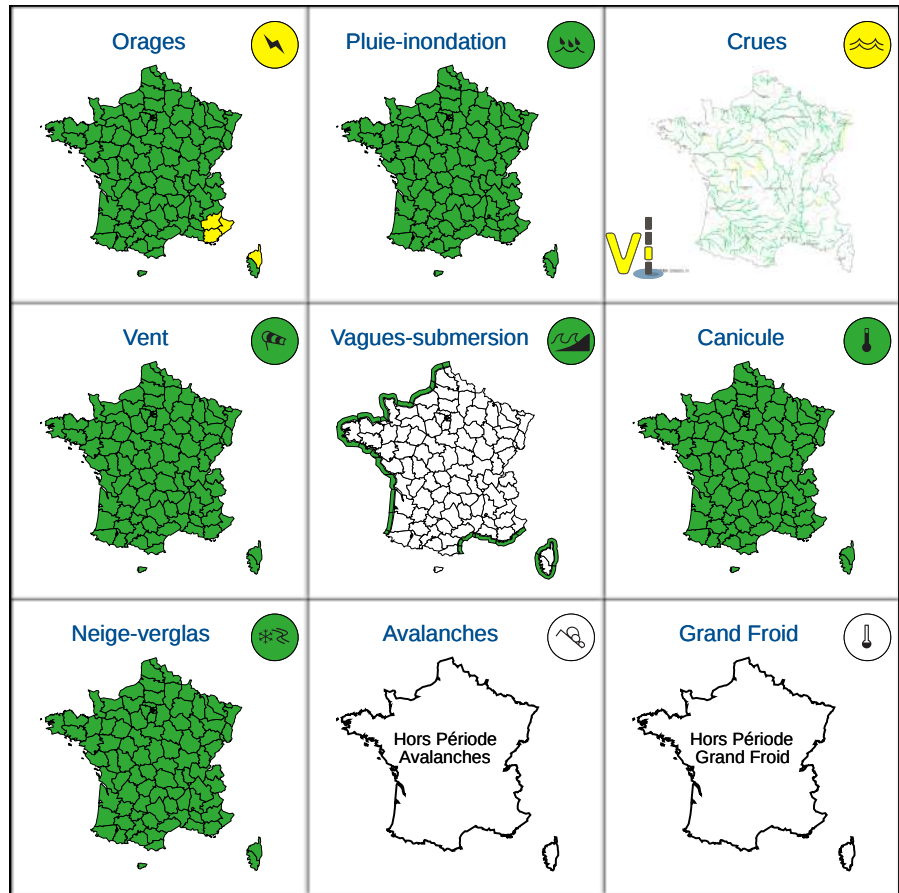 Orages
Pluie-inondation
Crues
Vi
Vent
Vagues-submersion
Canicule
Neige-verglas
Avalanches
Grand Froid
Hors Période
Avalanches
Hors Période
Grand Froid